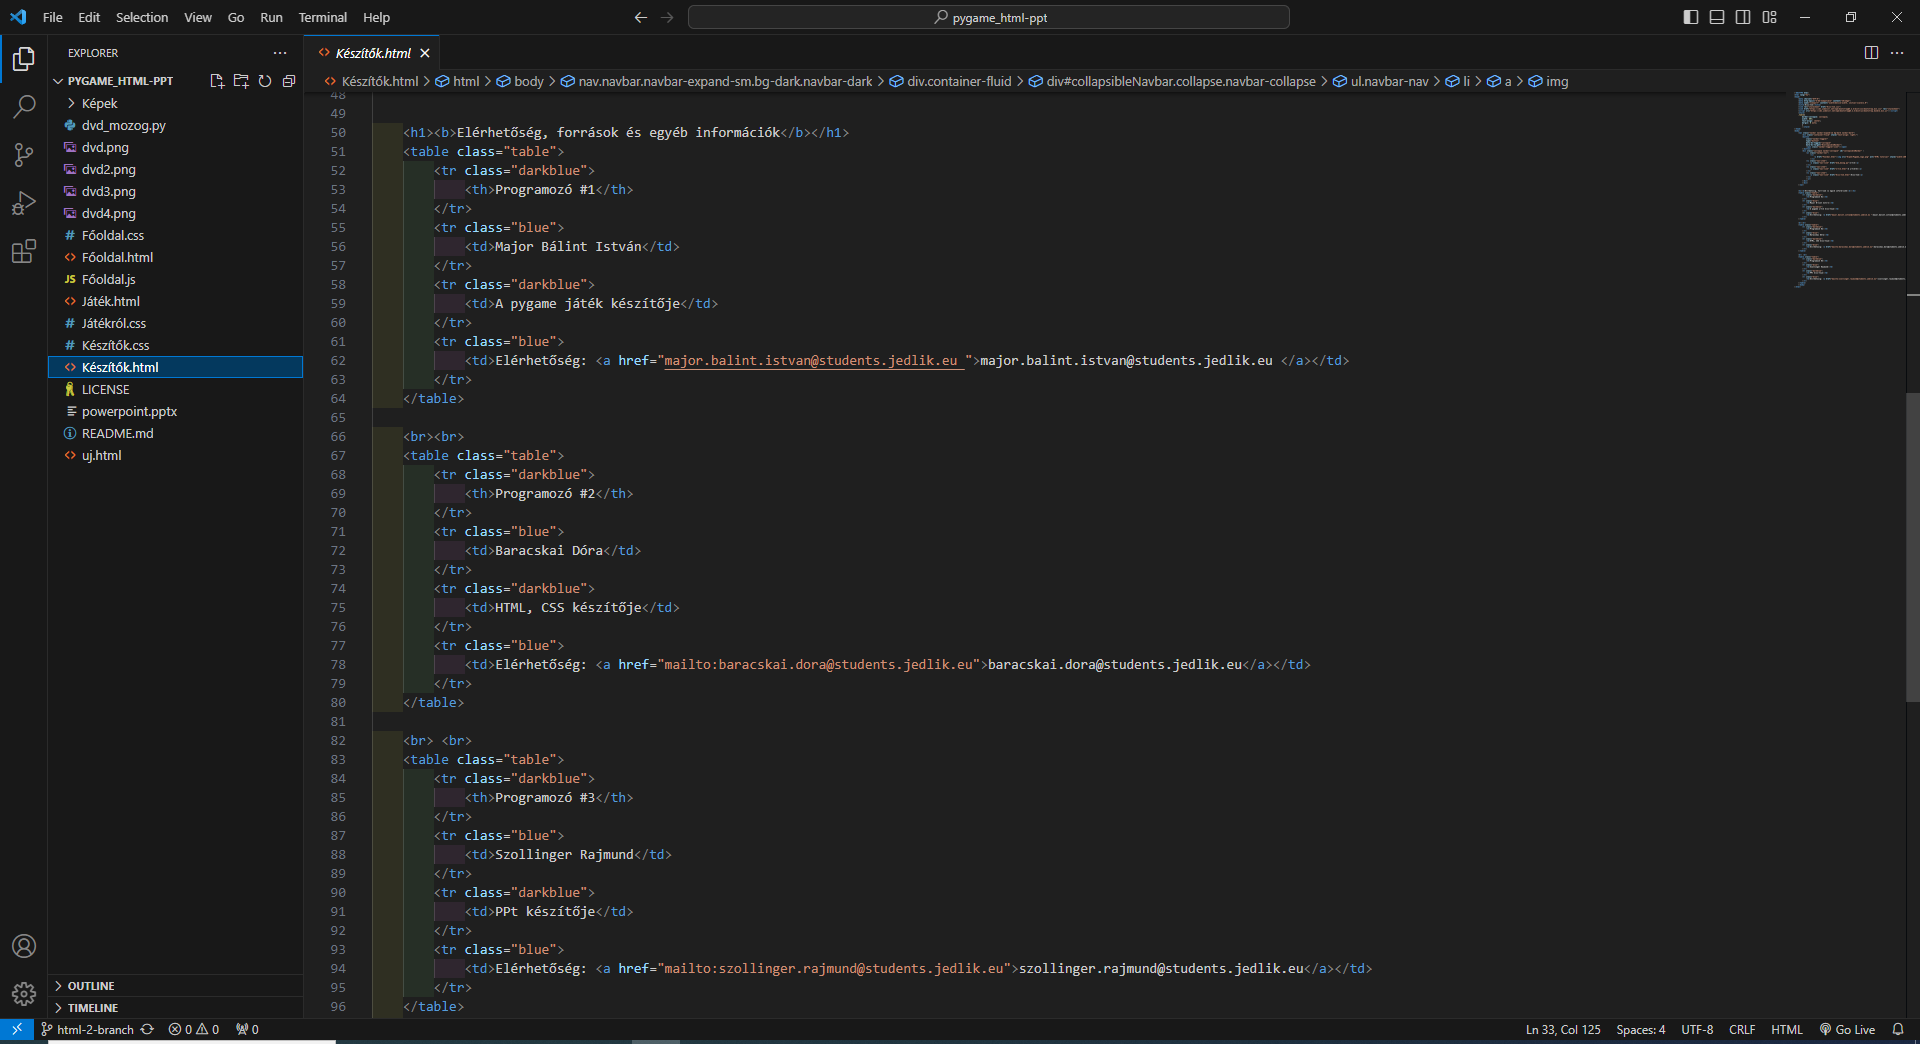 File Edit Selection View Go Run Terminal Help
pygame_html-ppt
EXPLORER
PYGAME_HTML-PPT
Képek
dvd_mozog.py
dvd.png
dvd2.png
dvd3.png
dvd4.png
# Főoldal.css
<> Főoldal.html
JS Főoldal.js
<> Játék.html
# Játékról.css
# Készítők.css
<> Készítők.html
LICENSE
powerpoint.pptx
README.md
<> uj.html
OUTLINE
TIMELINE
<> Készítők.html
<> Készítők.html > html > body > nav.navbar.navbar-expand-sm.bg-dark.navbar-dark > div.container-fluid > div#collapsibleNavbar.collapse.navbar-collapse > ul.navbar-nav > li > a > img
48
49
50 <h1><b>Elérhetőség, források és egyéb információk</b></h1>
51 <table class="table">
52 <tr class="darkblue">
53 <th>Programozó #1</th>
54 </tr>
55 <tr class="blue">
56 <td>Major Bálint István</td>
57 </tr>
58 <tr class="darkblue">
59 <td>A pygame játék készítője</td>
60 </tr>
61 <tr class="blue">
62 <td>Elérhetőség: <a href="major.balint.istvan@students.jedlik.eu ">major.balint.istvan@students.jedlik.eu </a></td>
63 </tr>
64 </table>
65
66 <br><br>
67 <table class="table">
68 <tr class="darkblue">
69 <th>Programozó #2</th>
70 </tr>
71 <tr class="blue">
72 <td>Baracskai Dóra</td>
73 </tr>
74 <tr class="darkblue">
75 <td>HTML, CSS készítője</td>
76 </tr>
77 <tr class="blue">
78 <td>Elérhetőség: <a href="mailto:baracskai.dora@students.jedlik.eu">baracskai.dora@students.jedlik.eu</a></td>
79 </tr>
80 </table>
81
82 <br> <br>
83 <table class="table">
84 <tr class="darkblue">
85 <th>Programozó #3</th>
86 </tr>
87 <tr class="blue">
88 <td>Szollinger Rajmund</td>
89 </tr>
90 <tr class="darkblue">
91 <td>PPt készítője</td>
92 </tr>
93 <tr class="blue">
94 <td>Elérhetőség: <a href="mailto:szollinger.rajmund@students.jedlik.eu">szollinger.rajmund@students.jedlik.eu</a></td>
95 </tr>
96 </table>
html-2-branch 0 0 0 Ln 33, Col 125 Spaces: 4 UTF-8 CRLF HTML Go Live